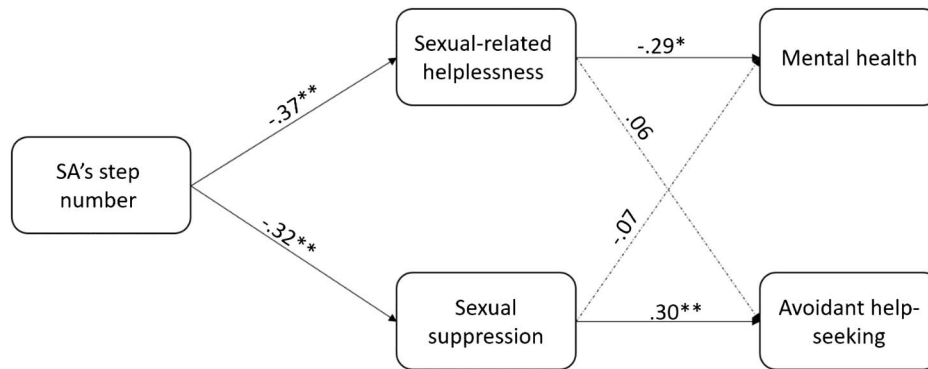 Sexual-related
helplessness
-.29*
Mental health
-.37**
.06
SA's step
number
-.32**
-.07
Sexual
suppression
.30**
Avoidant help-
seeking